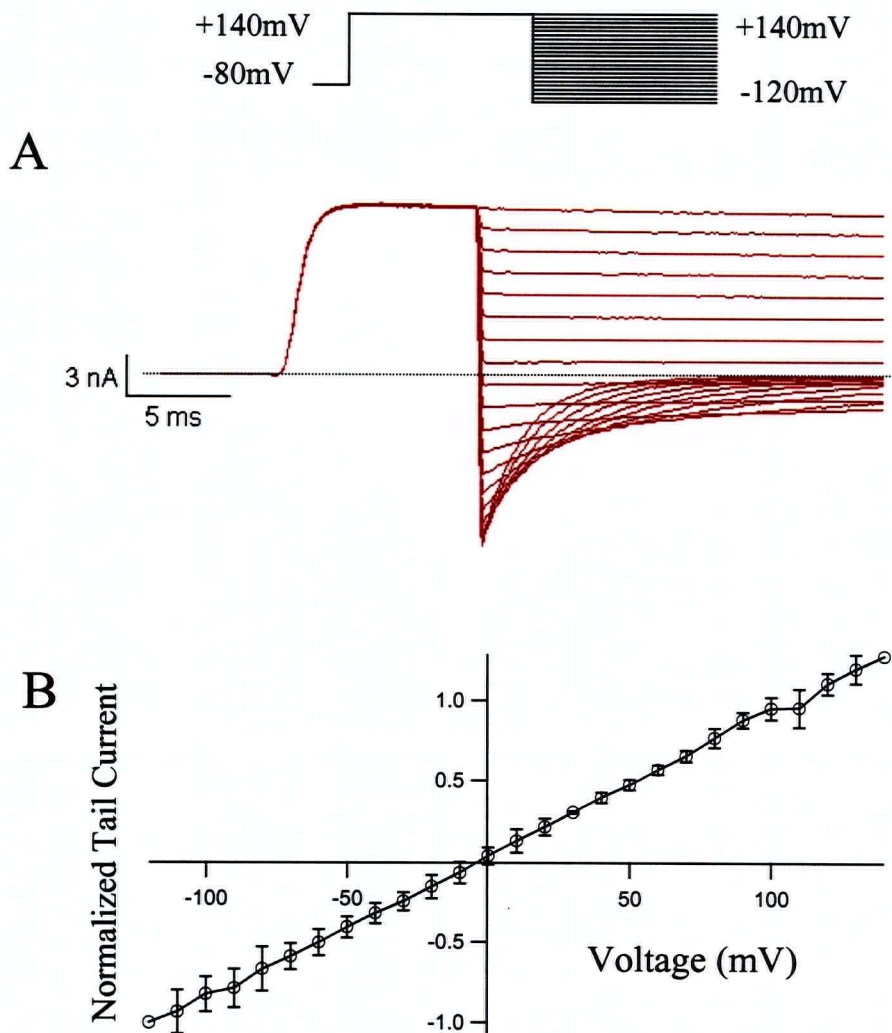 +140mV
+140mV
-80mV
-120mV
A
3 nA
5 ms
B
Normalized Tail Current
1.0
0.5
-100
-50
50
100
-0.5
Voltage (mV)
-1.0